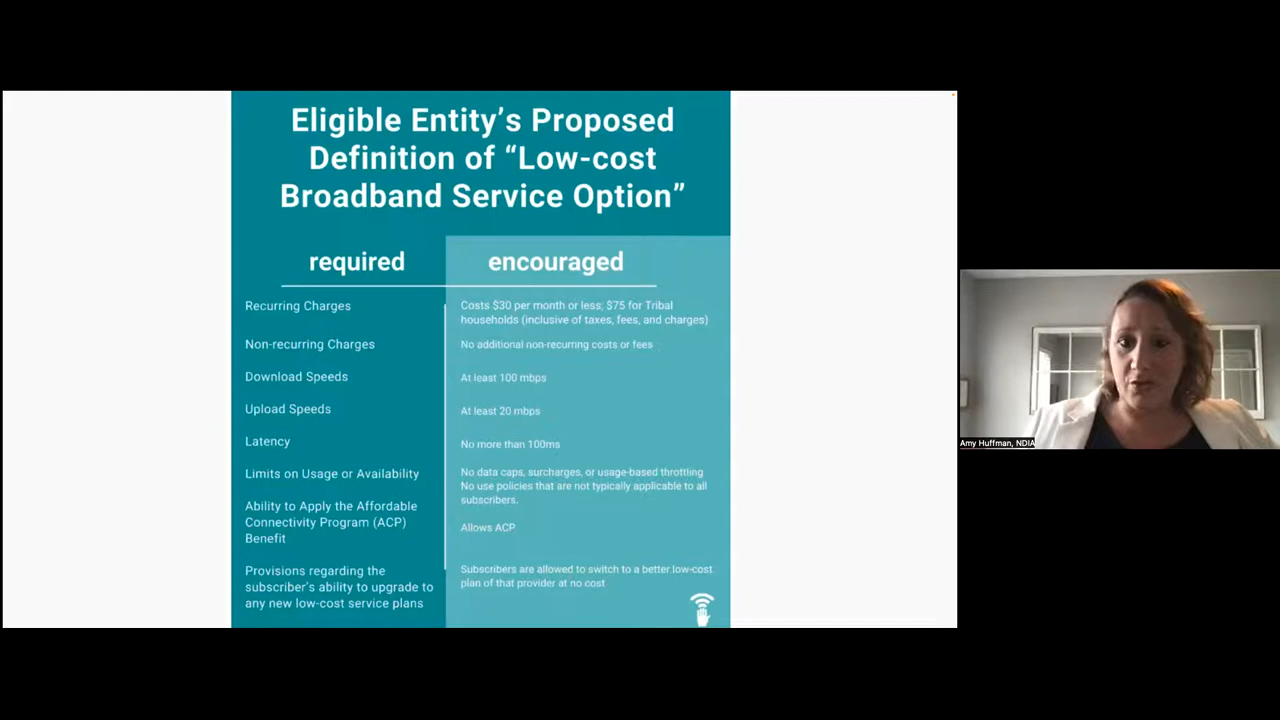 Eligible Entity's Proposed
Definition of “Low-cost
Broadband Service Option”
required
encouraged
Recurring Charges
Costs $30 per month or less; $75 for Tribal
households (inclusive of taxes, fees, and charges)
Non-recurring Charges
No additional non-recurring costs or fees
Download Speeds
At least 100 mbps
Upload Speeds
At least 20 mbps
Latency
No more than 100ms
Limits on Usage or Availability
No data caps, surcharges, or usage-based throttling
No use policies that are not typically applicable to all
subscribers.
Ability to Apply the Affordable
Connectivity Program (ACP)
Benefit
Allows ACP
Provisions regarding the
subscriber's ability to upgrade to
any new low-cost service plans
Subscribers are allowed to switch to a better low-cost
plan of that provider at no cost
Amy Huffman, NDIA